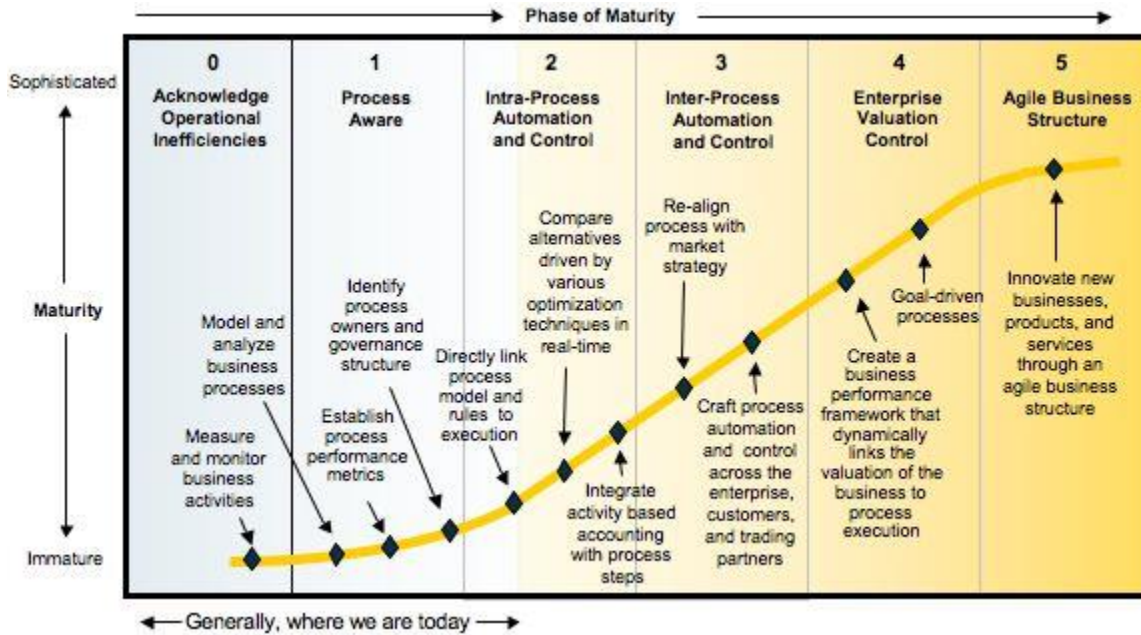 Phase of Maturity
Sophisticated
Maturity
Immature
0
Acknowledge
Operational
Inefficiencies
1
Process
Aware
2
Intra-Process
Automation
and Control
3
Inter-Process
Automation
and Control
4
Enterprise
Valuation
Control
5
Agile Business
Structure
Measure
and monitor
business
activities
Model and
analyze
business
processes
Establish
process
performance
metrics
Identify
process
owners and
governance
structure
Directly link
process
model and
rules to
execution
Compare
alternatives
driven by
various
optimization
techniques in
real-time
Integrate
activity based
accounting
with process
steps
Re-align
process with
market
strategy
Craft process
automation
and control
across the
enterprise,
customers,
and trading
partners
Create a
business
performance
framework that
dynamically
links the
valuation of the
business to
process
execution
Goal-driven
processes
Innovate new
businesses,
products, and
services
through an
agile business
structure
Generally, where we are today